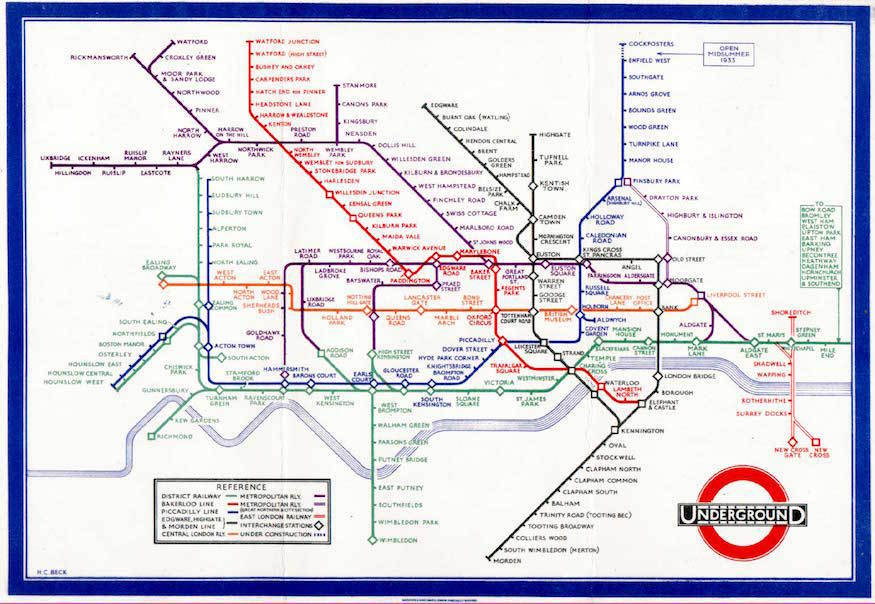 WATFORD
RICKMANSWORTH
CROXLEY GREEN
MOOR PARK
& SANDY LODGE
NORTHWOOD
PINNER
NORTH
HARROW
HARROW
ON THE HILL
NORTHWICK
PARK
PRESTON
ROAD
WEST
HARROW
RAYNERS
LANE
EASTCOTE
RUISLIP
MANOR
RUISLIP
ICKENHAM
HILLINGDON
UXBRIDGE
WATFORD JUNCTION
WATFORD (HIGH STREET)
BUSHEY AND OXHEY
CARPENDERS PARK
HATCH END FOR PINNER
HEADSTONE LANE
HARROW & WEALDSTONE
KENTON
NORTH
WEMBLEY
WEMBLEY FOR SUDBURY
STONEBRIDGE PARK
HARLESDEN
WILLESDEN JUNCTION
KENSAL GREEN
QUEENS PARK
KILBURN PARK
MAIDA VALE
WARWICK AVENUE
STANMORE
CANONS PARK
KINGSBURY
NEASDEN
WEMBLEY
PARK
DOLLIS HILL
WILLESDEN GREEN
KILBURN & BRONDESBURY
WEST HAMPSTEAD
FINCHLEY ROAD
SWISS COTTAGE
MARLBORO ROAD
ST JOHNS WOOD
EDGWARE
BURNT OAK (WATLING)
COLINDALE
HENDON CENTRAL
BRENT
GOLDERS
GREEN
HAMPSTEAD
BELSIZE
PARK
CHALK
FARM
HIGHGATE
TUFNELL
PARK
KENTISH
TOWN
CAMDEN
TOWN
MORNINGTON
CRESCENT
EUSTON
COCKFOSTERS
OPEN
MIDSUMMER
1933
ENFIELD WEST
SOUTHGATE
ARNOS GROVE
BOUNDS GREEN
WOOD GREEN
TURNPIKE LANE
MANOR HOUSE
FINSBURY PARK
ARSENAL
(HIGHBURY HILL)
HOLLOWAY
ROAD
CALEDONIAN
ROAD
KINGS CROSS
ST PANCRAS
DRAYTON PARK
HIGHBURY & ISLINGTON
CANONBURY & ESSEX ROAD
OLD STREET
ANGEL
MOORGATE
BANK
TO
BOW ROAD
BROMLEY
WEST HAM
PLAISTOW
UPTON PARK
EAST HAM
BARKING
UPNEY
BECONTREE
HEATHWAY
DAGENHAM
HORNCHURCH
UPMINSTER
& SOUTHEND
SOUTH HARROW
SUDBURY HILL
SUDBURY TOWN
ALPERTON
PARK ROYAL
NORTH EALING
EALING
COMMON
EALING
BROADWAY
WEST
ACTON
EAST
ACTON
NORTH
ACTON
WOOD
LANE
SHEPHERDS
BUSH
HOLLAND
PARK
NOTTING
HILL GATE
QUEENS
ROAD
LANCASTER
GATE
MARBLE
ARCH
BOND
STREET
OXFORD
CIRCUS
TOTTENHAM
COURT ROAD
BRITISH
MUSEUM
CHANCERY
LANE
POST
OFFICE
LIVERPOOL STREET
LATIMER
ROAD
LADBROKE
GROVE
UXBRIDGE
ROAD
WESTBOURNE
PARK
ROYAL
OAK
BISHOPS ROAD
BAYSWATER
PADDINGTON
PRAED
STREET
EDGWARE
ROAD
MARYLEBONE
BAKER
STREET
GREAT
PORTLAND
ST
REGENTS
PARK
WARREN
STREET
GOODGE
STREET
EUSTON
SQUARE
FARRINGDON
ALDERSGATE
RUSSELL
SQUARE
HOLBORN
ALDWYCH
COVENT
GARDEN
LEICESTER
SQUARE
STRAND
PICCADILLY
DOVER STREET
HYDE PARK CORNER
KNIGHTSBRIDGE
BROMPTON
ROAD
TRAFALGAR
SQUARE
SOUTH EALING
NORTHFIELDS
BOSTON MANOR
OSTERLEY
HOUNSLOW EAST
HOUNSLOW CENTRAL
HOUNSLOW WEST
ACTON TOWN
SOUTH ACTON
CHISWICK
PARK
GUNNERSBURY
KEW GARDENS
RICHMOND
TURNHAM
GREEN
STAMFORD
BROOK
RAVENSCOURT
PARK
GOLDHAWK
ROAD
HAMMERSMITH
BARONS COURT
WEST
KENSINGTON
ADDISON
ROAD
EARLS
COURT
HIGH STREET
KENSINGTON
GLOUCESTER
ROAD
SOUTH
KENSINGTON
SLOANE
SQUARE
VICTORIA
ST JAMES
PARK
WESTMINSTER
CHARING
CROSS
TEMPLE
BLACKFRIARS
MANSION
HOUSE
CANNON
STREET
MONUMENT
MARK
LANE
ALDGATE
ALDGATE
EAST
ST MARY'S
STEPNEY
GREEN
MILE
END
SHOREDITCH
SHADWELL
WAPPING
ROTHERHITHE
SURREY DOCKS
NEW CROSS
GATE
NEW
CROSS
WATERLOO
LAMBETH
NORTH
ELEPHANT
& CASTLE
LONDON BRIDGE
BOROUGH
KENNINGTON
OVAL
STOCKWELL
CLAPHAM NORTH
CLAPHAM COMMON
CLAPHAM SOUTH
BALHAM
TRINITY ROAD (TOOTING BEC)
TOOTING BROADWAY
COLLIERS WOOD
SOUTH WIMBLEDON (MERTON)
MORDEN
WEST
BROMPTON
WALHAM GREEN
PARSONS GREEN
PUTNEY BRIDGE
EAST PUTNEY
SOUTHFIELDS
WIMBLEDON PARK
WIMBLEDON
REFERENCE
DISTRICT RAILWAY
BAKERLOO LINE
PICCADILLY LINE
EDGWARE, HIGHGATE
& MORDEN LINE
CENTRAL LONDON RLY.
METROPOLITAN RLY.
METROPOLITAN RLY.
(GREAT NORTHERN & CITY SECTION)
EAST LONDON RAILWAY
INTERCHANGE STATIONS
UNDER CONSTRUCTION
UNDERGROUND
H.C. BECK